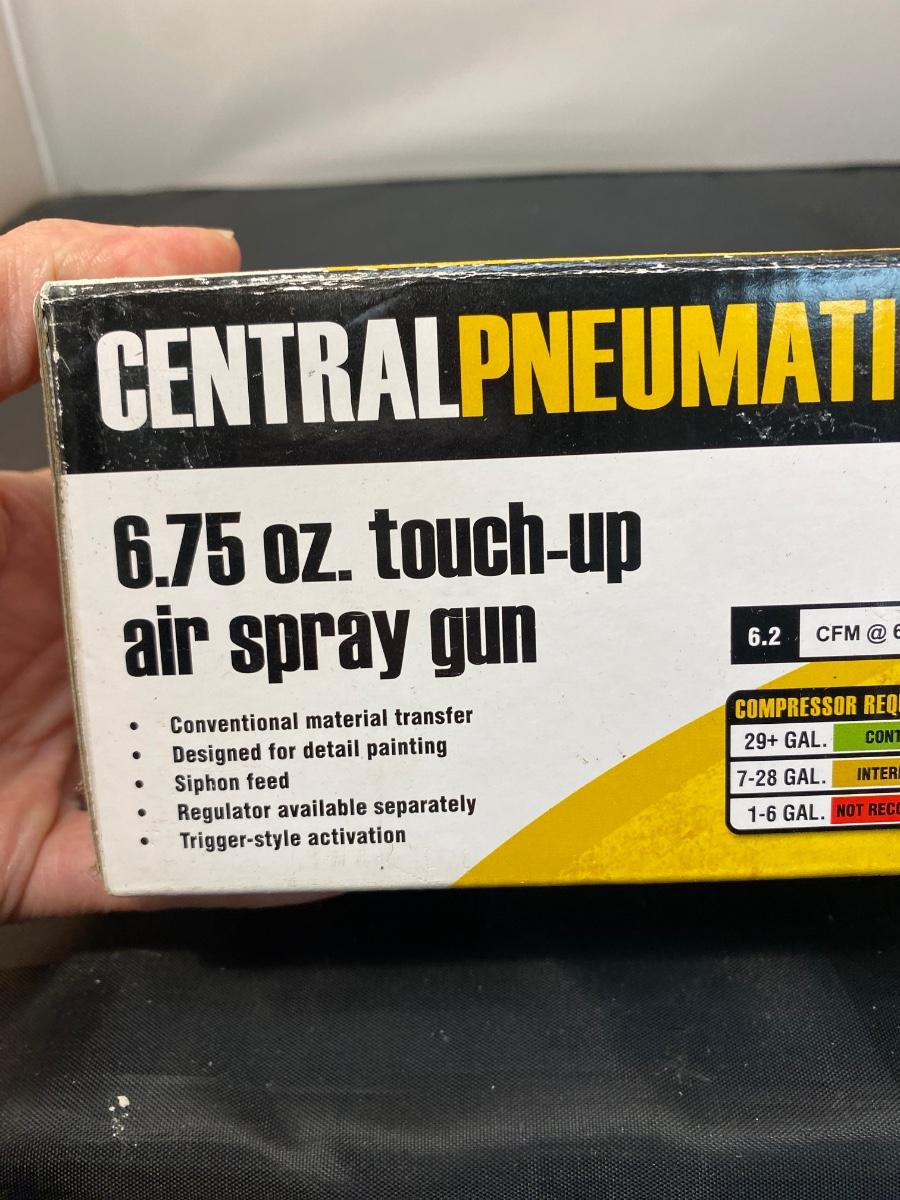 CENTRALPNEUMATI
6.75 oz. touch-up
air spray gun
• Conventional material transfer
• Designed for detail painting
• Siphon feed
• Regulator available separately
• Trigger-style activation
6.2 CFM @ 6
COMPRESSOR REQ
29+ GAL. CONT
7-28 GAL. INTER
1-6 GAL. NOT RECO